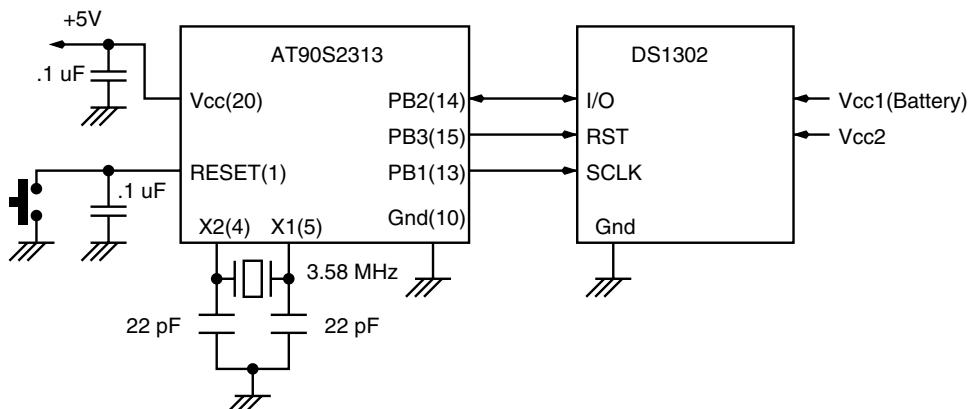 +5V
AT90S2313
DS1302
.1 uF
Vcc(20)
PB2(14)
I/O
Vcc1(Battery)
PB3(15)
RST
Vcc2
RESET(1)
PB1(13)
SCLK
.1 uF
Gnd(10)
X2(4)
X1(5)
Gnd
3.58 MHz
22 pF
22 pF